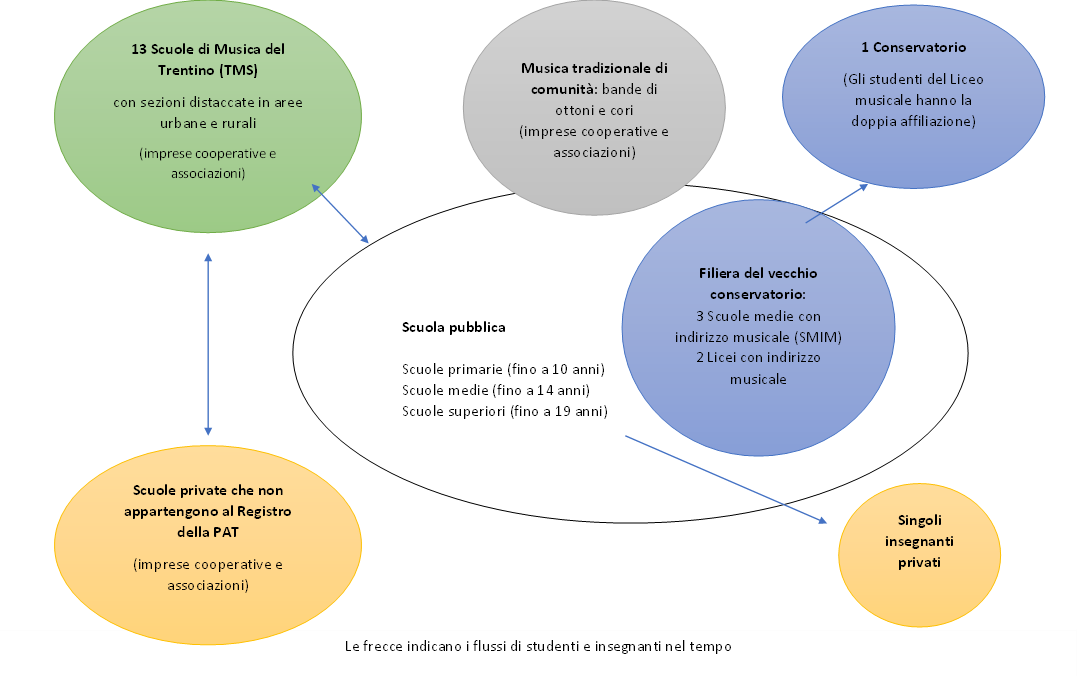 13 Scuole di Musica del
Trentino (TMS)
con sezioni distaccate in aree
urbane e rurali
(imprese cooperative e
associazioni)
Musica tradizionale di
comunità: bande di
ottoni e cori
(imprese cooperative e
associazioni)
1 Conservatorio
(Gli studenti del Liceo
musicale hanno la
doppia affiliazione)
Filiera del vecchio
conservatorio:
3 Scuole medie con
indirizzo musicale (SMIM)
2 Licei con indirizzo
musicale
Scuola pubblica
Scuole primarie (fino a 10 anni)
Scuole medie (fino a 14 anni)
Scuole superiori (fino a 19 anni)
Scuole private che non
appartengono al Registro
della PAT
(imprese cooperative e
associazioni)
Singoli
insegnanti
privati
Le frecce indicano i flussi di studenti e insegnanti nel tempo